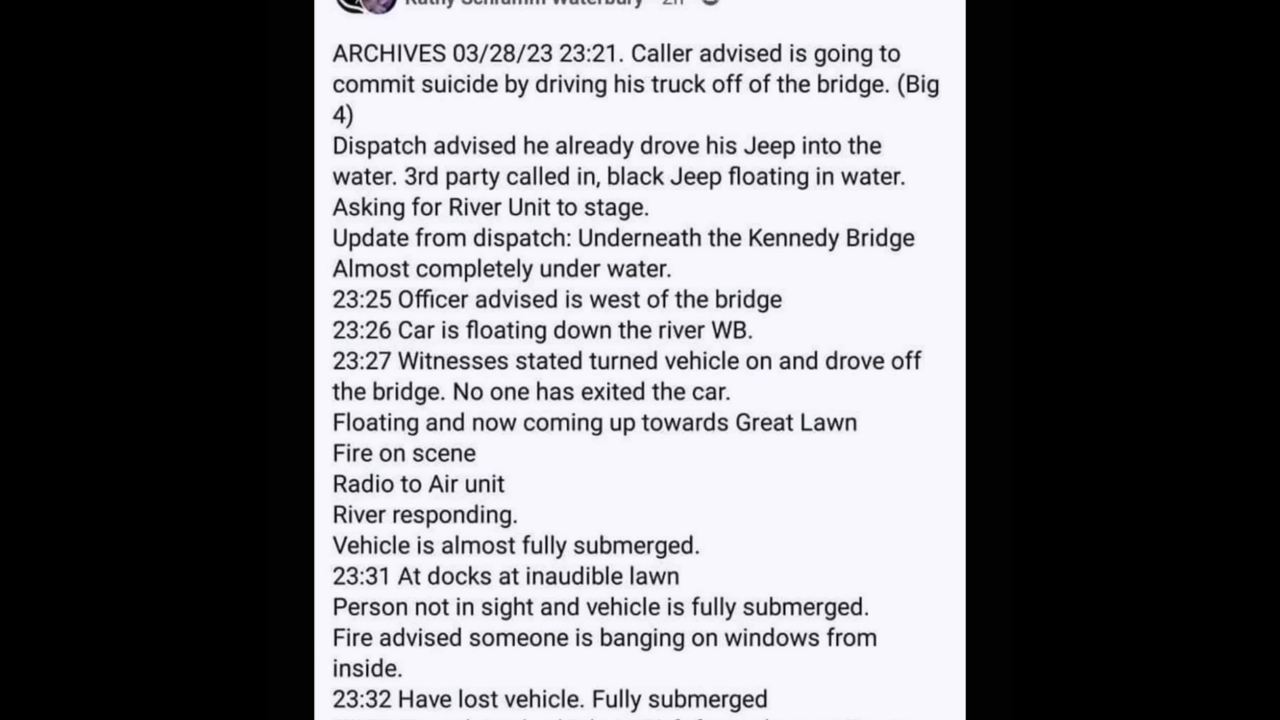 ARCHIVES 03/28/23 23:21. Caller advised is going to
commit suicide by driving his truck off of the bridge. (Big
4)
Dispatch advised he already drove his Jeep into the
water. 3rd party called in, black Jeep floating in water.
Asking for River Unit to stage.
Update from dispatch: Underneath the Kennedy Bridge
Almost completely under water.
23:25 Officer advised is west of the bridge
23:26 Car is floating down the river WB.
23:27 Witnesses stated turned vehicle on and drove off
the bridge. No one has exited the car.
Floating and now coming up towards Great Lawn
Fire on scene
Radio to Air unit
River responding.
Vehicle is almost fully submerged.
23:31 At docks at inaudible lawn
Person not in sight and vehicle is fully submerged.
Fire advised someone is banging on windows from
inside.
23:32 Have lost vehicle. Fully submerged